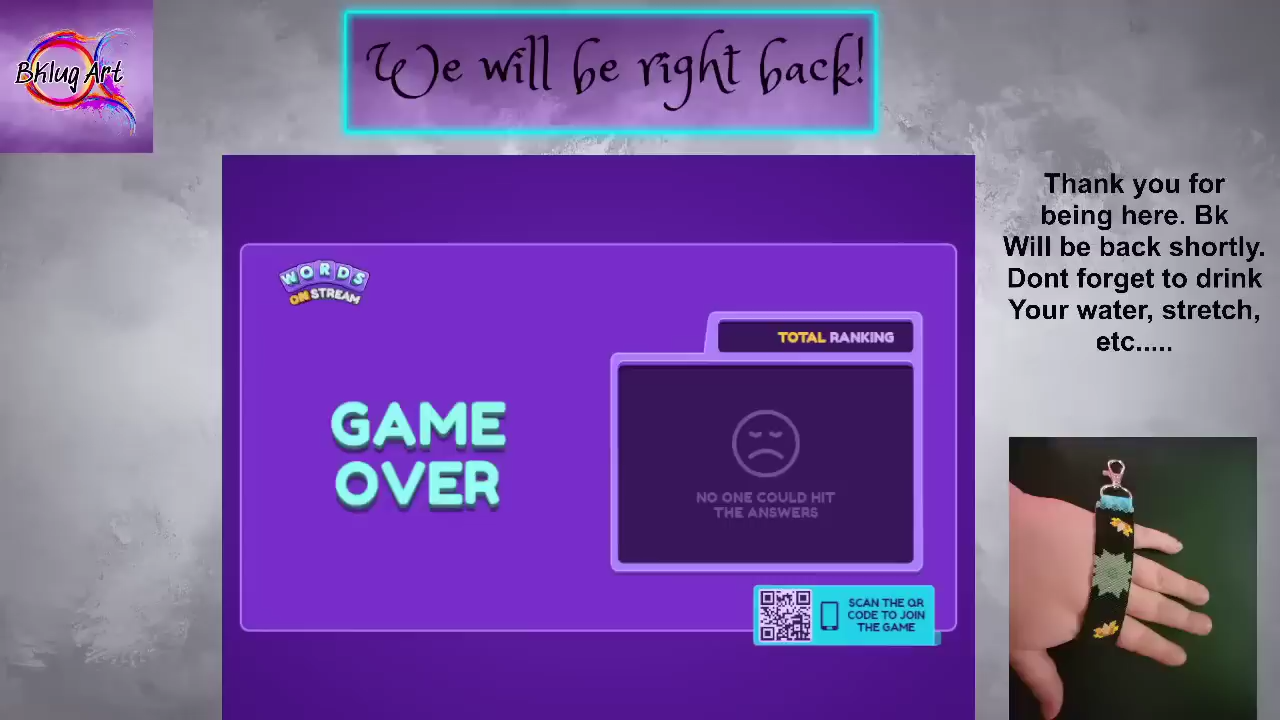 BKlug Art
We will be right back!
Thank you for
being here. Bk
Will be back shortly.
Dont forget to drink
Your water, stretch,
etc.....
WORDS
ON STREAM
TOTAL RANKING
GAME
OVER
NO ONE COULD HIT
THE ANSWERS
SCAN THE QR
CODE TO JOIN
THE GAME